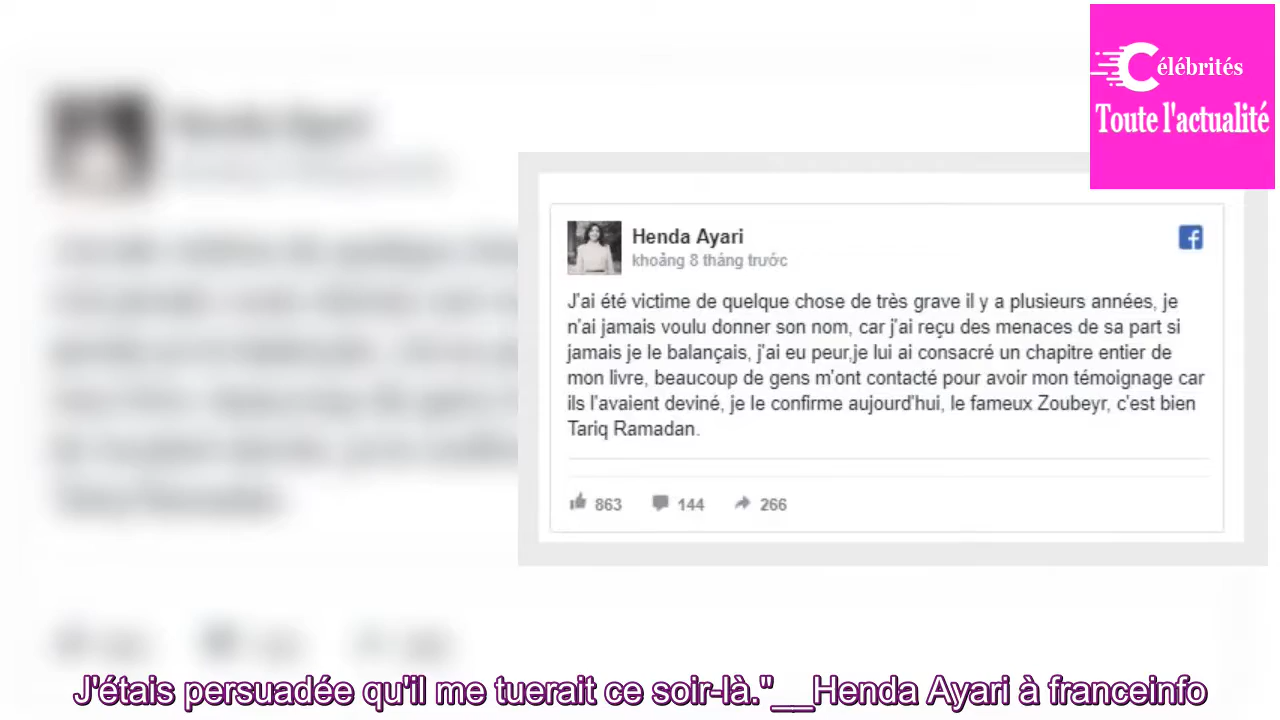 Célébrités
Toute l'actualité
Henda Ayari
khoảng 8 tháng trước
J'ai été victime de quelque chose de très grave il y a plusieurs années, je
n'ai jamais voulu donner son nom, car j'ai reçu des menaces de sa part si
jamais je le balançais, j'ai eu peur,je lui ai consacré un chapitre entier de
mon livre, beaucoup de gens m'ont contacté pour avoir mon témoignage car
ils l'avaient deviné, je le confirme aujourd'hui, le fameux Zoubeyr, c'est bien
Tariq Ramadan.
863 144 266
J'étais persuadée qu'il me tuerait ce soir-là."__Henda Ayari à franceinfo